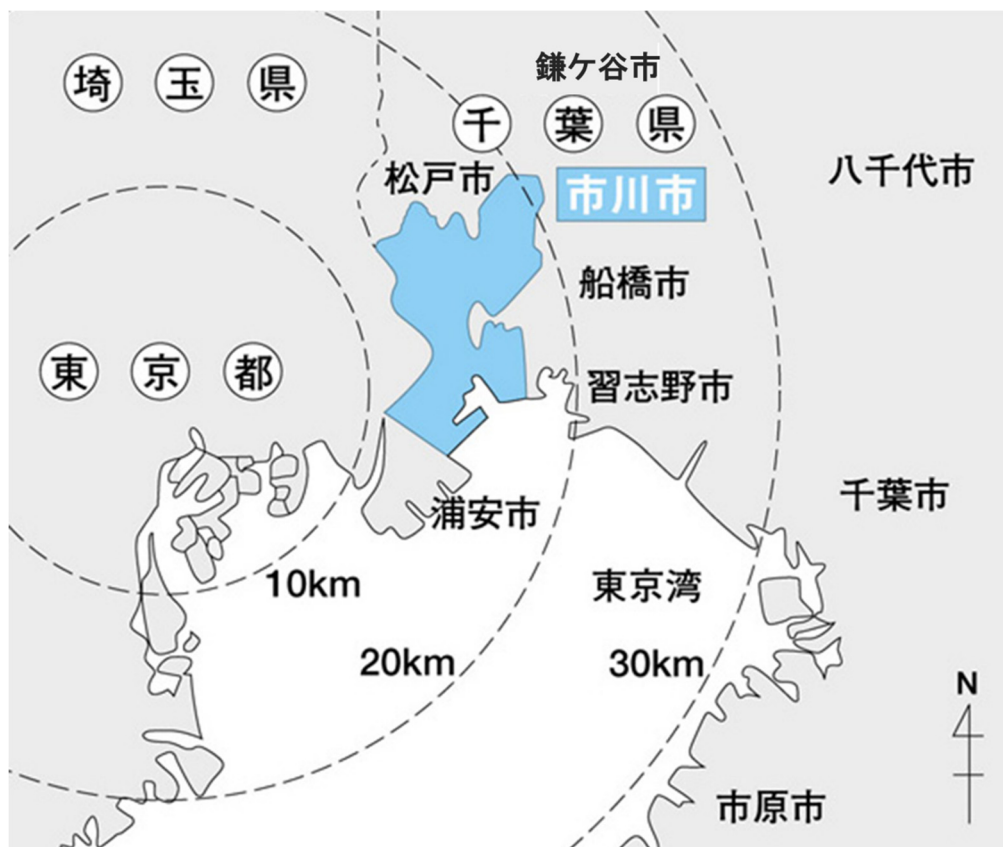 鎌ケ谷市
埼玉県
千葉県
松戸市
市川市
八千代市
船橋市
東京都
習志野市
千葉市
浦安市
10km
東京湾
20km
30km
N
市原市